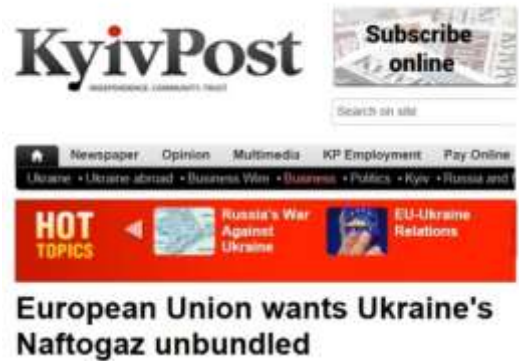 KyivPost
INDEPENDENCE. COMMUNITY. TRUST
Subscribe
online
Search on site
Newspaper Opinion Multimedia KP Employment Pay Online
Ukraine • Ukraine abroad • Business Wire • Business • Politics • Kyiv • Russia and
HOT
TOPICS
Russia's War
Against
Ukraine
EU-Ukraine
Relations
European Union wants Ukraine's
Naftogaz unbundled